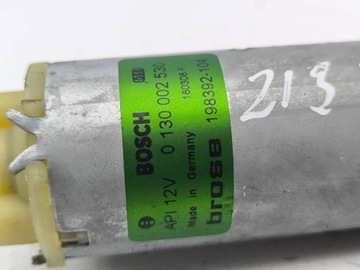 BOSCH
API 12V 0 130 002 530
Made in Germany 180308 F
brose 198392-104
213